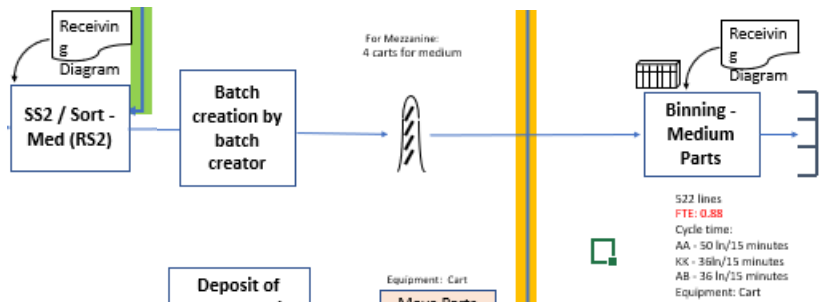 Receivin
g
Diagram
SS2 / Sort -
Med (RS2)
Batch
creation by
batch
creator
For Mezzanine:
4 carts for medium
Receivin
g
Diagram
Binning -
Medium
Parts
522 lines
FTE: 0.88
Cycle time:
AA - 50 ln/15 minutes
KK - 36ln/15 minutes
AB - 36 ln/15 minutes
Equipment: Cart
Deposit of
Equipment: Cart
Move Parts